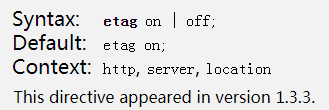 Syntax: etag on | off;
Default: etag on;
Context: http, server, location
This directive appeared in version 1.3.3.